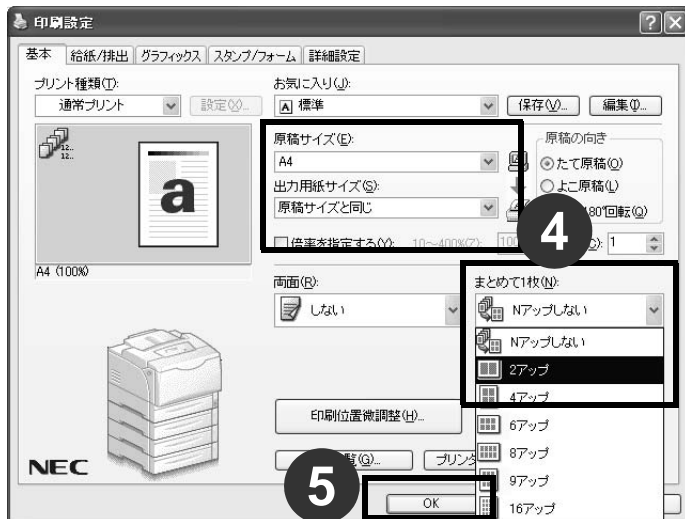 印刷設定
基本 給紙/排出 グラフィックス スタンプ/フォーム 詳細設定
プリント種類(T):
通常プリント 設定(X)...
お気に入り(J):
標準 保存(V)... 編集(I)...
12..
12..
a
A4 (100%)
原稿サイズ(E):
A4
出力用紙サイズ(S):
原稿サイズと同じ
倍率を指定する(Y): 10~400%(Z):
原稿の向き
たて原稿(O)
よこ原稿(L)
180°回転(Q)
4
(C): 1
両面(R):
しない
まとめて1枚(N):
Nアップしない
Nアップしない
2アップ
4アップ
6アップ
8アップ
9アップ
16アップ
印刷位置微調整(H)...
NEC
5
OK